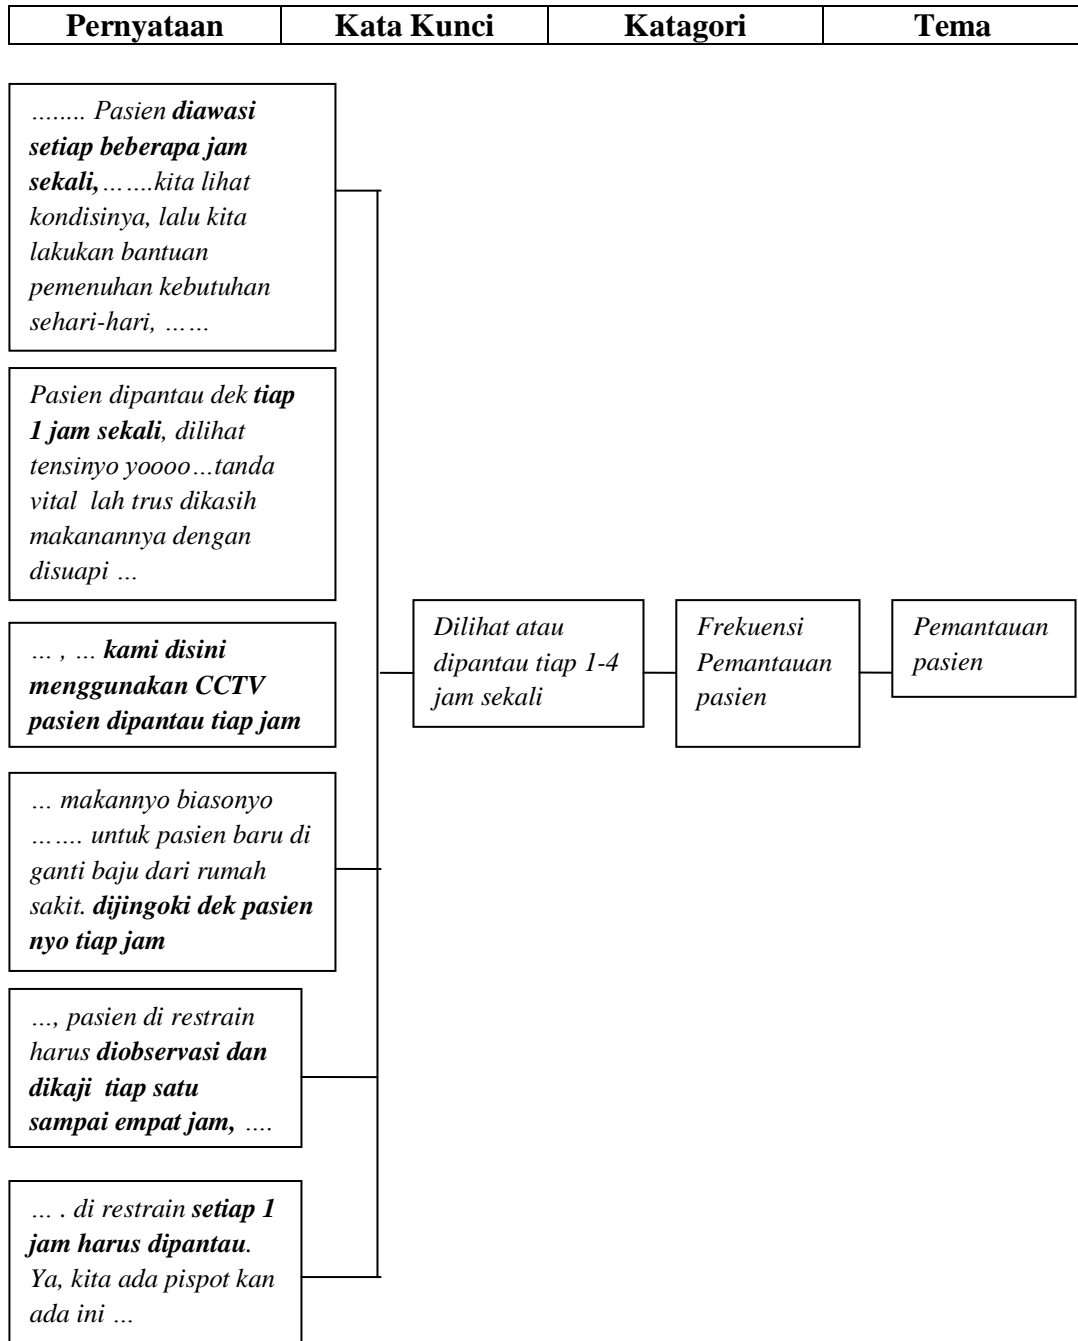 Pernyataan Kata Kunci Katagori Tema
…..... Pasien diawasi
setiap beberapa jam
sekali,…….kita lihat
kondisinya, lalu kita
lakukan bantuan
pemenuhan kebutuhan
sehari-hari, ……
Pasien dipantau dek tiap
1 jam sekali, dilihat
tensinyo yoooo…tanda
vital lah trus dikasih
makanannya dengan
disuapi …
… , … kami disini
menggunakan CCTV
pasien dipantau tiap jam
… makannyo biasonyo
……. untuk pasien baru di
ganti baju dari rumah
sakit. dijingoki dek pasien
nyo tiap jam
…, pasien di restrain
harus diobservasi dan
dikaji tiap satu
sampai empat jam, ….
… . di restrain setiap 1
jam harus dipantau.
Ya, kita ada pispot kan
ada ini …
Dilihat atau
dipantau tiap 1-4
jam sekali
Frekuensi
Pemantauan
pasien
Pemantauan
pasien